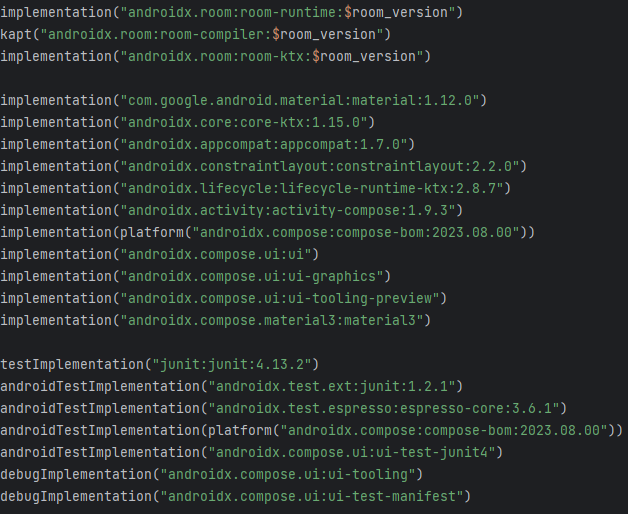 implementation("androidx.room:room-runtime:$room_version")
kapt("androidx.room:room-compiler:$room_version")
implementation("androidx.room:room-ktx:$room_version")
implementation("com.google.android.material:material:1.12.0")
implementation("androidx.core:core-ktx:1.15.0")
implementation("androidx.appcompat:appcompat:1.7.0")
implementation("androidx.constraintlayout:constraintlayout:2.2.0")
implementation("androidx.lifecycle:lifecycle-runtime-ktx:2.8.7")
implementation("androidx.activity:activity-compose:1.9.3")
implementation(platform("androidx.compose:compose-bom:2023.08.00"))
implementation("androidx.compose.ui:ui")
implementation("androidx.compose.ui:ui-graphics")
implementation("androidx.compose.ui:ui-tooling-preview")
implementation("androidx.compose.material3:material3")
testImplementation("junit:junit:4.13.2")
androidTestImplementation("androidx.test.ext:junit:1.2.1")
androidTestImplementation("androidx.test.espresso:espresso-core:3.6.1")
androidTestImplementation(platform("androidx.compose:compose-bom:2023.08.00"))
androidTestImplementation("androidx.compose.ui:ui-test-junit4")
debugImplementation("androidx.compose.ui:ui-tooling")
debugImplementation("androidx.compose.ui:ui-test-manifest")